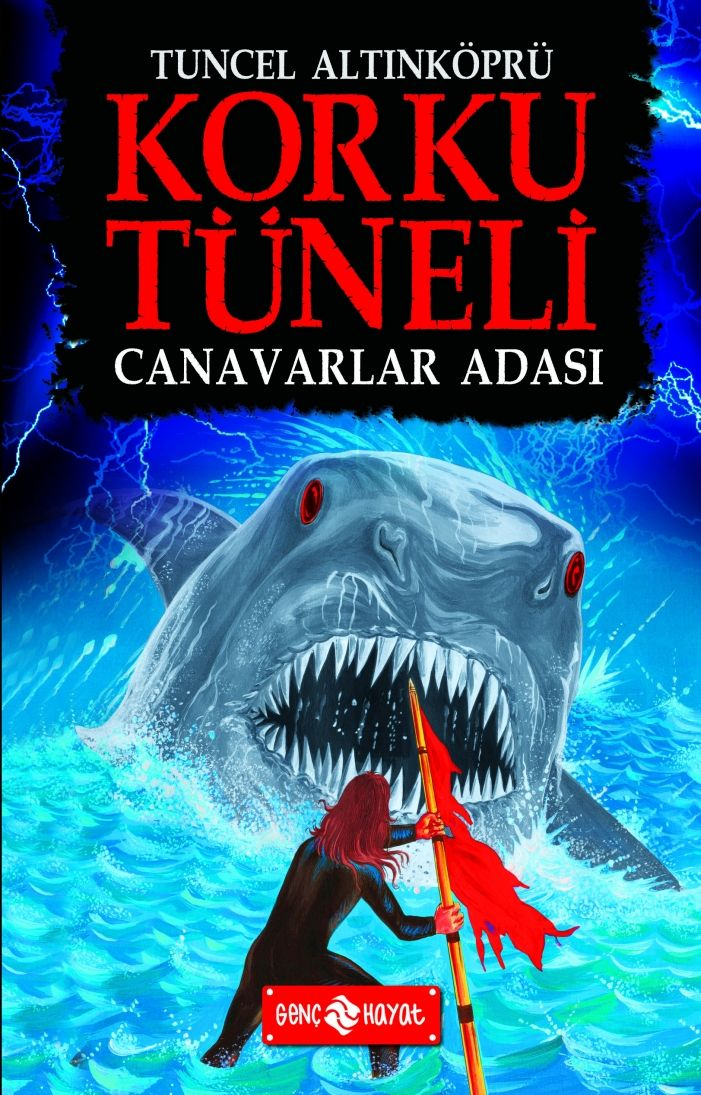 TUNCEL ALTINKÖPRÜ
KORKU
TÜNELİ
CANAVARLAR ADASI
GENÇ HAYAT